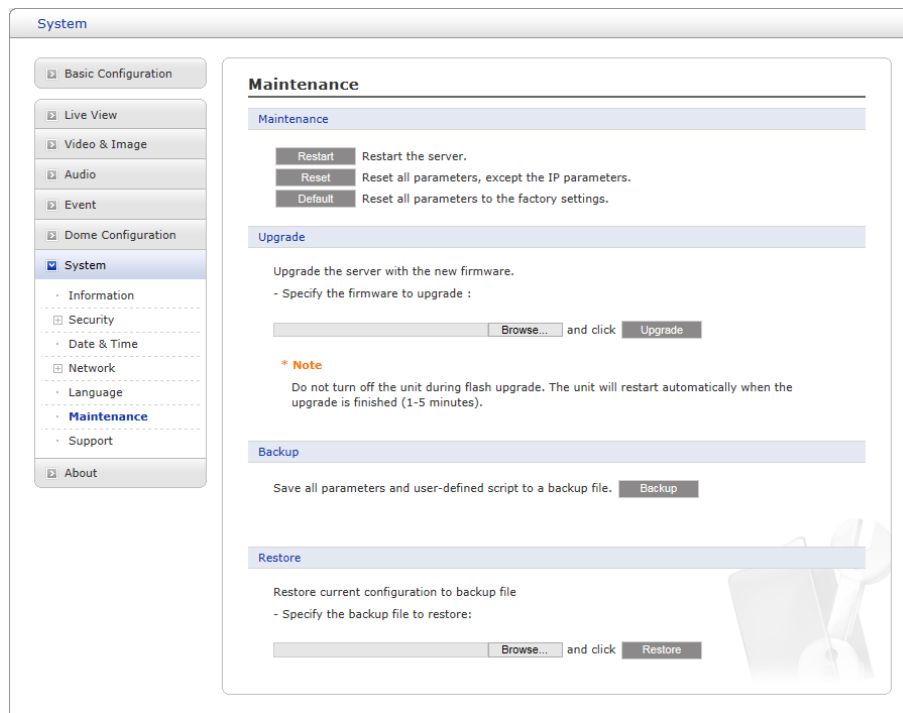 System
Basic Configuration
Live View
Video & Image
Audio
Event
Dome Configuration
System
· Information
Security
· Date & Time
Network
· Language
· Maintenance
· Support
About
Maintenance
Maintenance
Restart Restart the server.
Reset Reset all parameters, except the IP parameters.
Default Reset all parameters to the factory settings.
Upgrade
Upgrade the server with the new firmware.
- Specify the firmware to upgrade :
Browse... and click Upgrade
* Note
Do not turn off the unit during flash upgrade. The unit will restart automatically when the
upgrade is finished (1-5 minutes).
Backup
Save all parameters and user-defined script to a backup file. Backup
Restore
Restore current configuration to backup file
- Specify the backup file to restore:
Browse... and click Restore